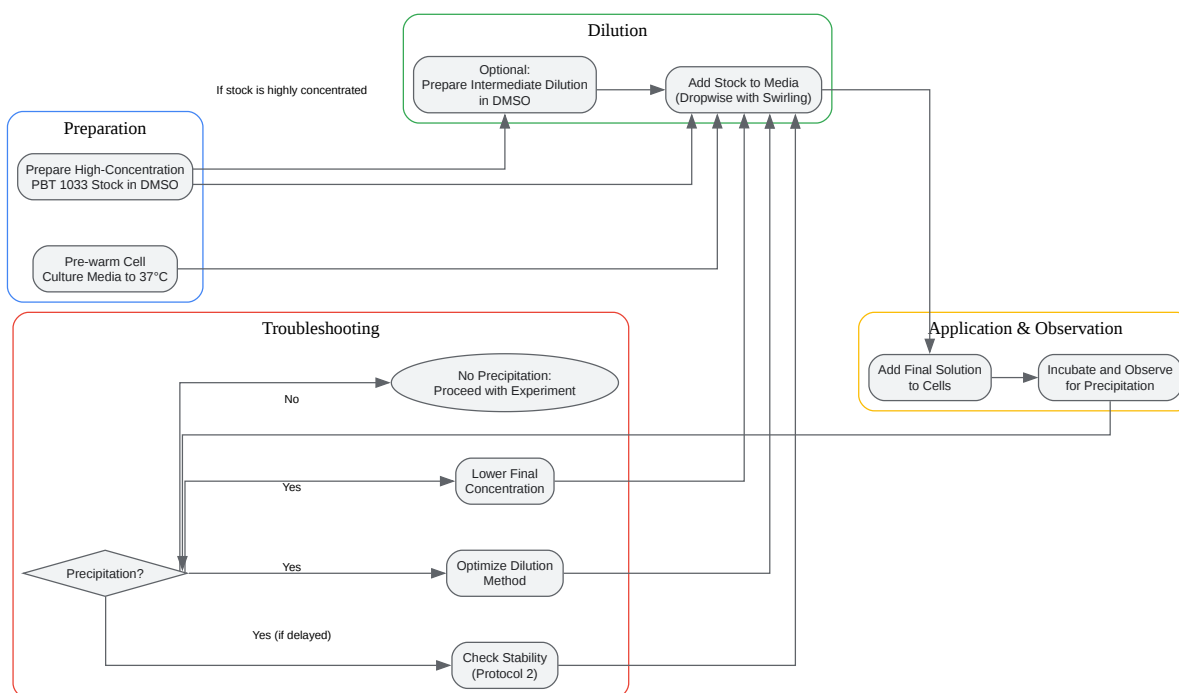 Dilution
Optional:
Prepare Intermediate Dilution
in DMSO
Add Stock to Media
(Dropwise with Swirling)
If stock is highly concentrated
Preparation
Prepare High-Concentration
PBT 1033 Stock in DMSO
Pre-warm Cell
Culture Media to 37°C
Troubleshooting
No Precipitation:
Proceed with Experiment
No
Application & Observation
Add Final Solution
to Cells
Incubate and Observe
for Precipitation
Lower Final
Concentration
Yes
Precipitation?
Yes
Optimize Dilution
Method
Yes (if delayed)
Check Stability
(Protocol 2)